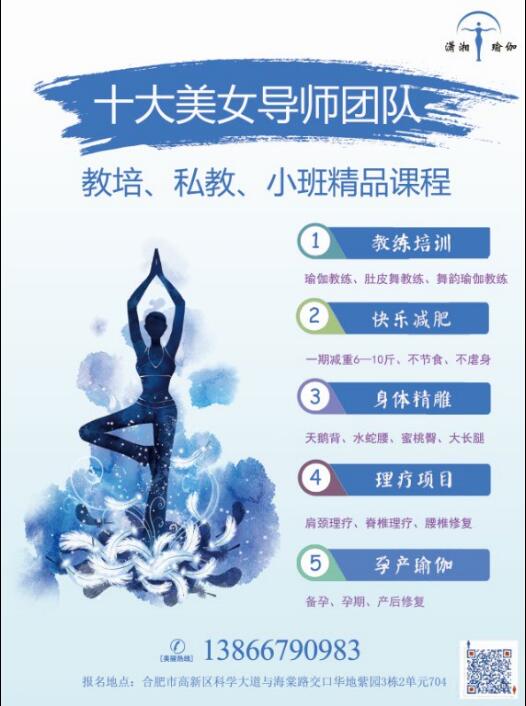 潇湘 瑜伽
十大美女导师团队
教培、私教、小班精品课程
1 教练培训
瑜伽教练、肚皮舞教练、舞韵瑜伽教练
2 快乐减肥
一期减重6—10斤、不节食、不虐身
3 身体精雕
天鹅背、水蛇腰、蜜桃臀、大长腿
4 理疗项目
肩颈理疗、脊椎理疗、腰椎修复
5 孕产瑜伽
备孕、孕期、产后修复
[美丽热线] 13866790983
报名地点：合肥市高新区科学大道与海棠路交口华地紫园3栋2单元704